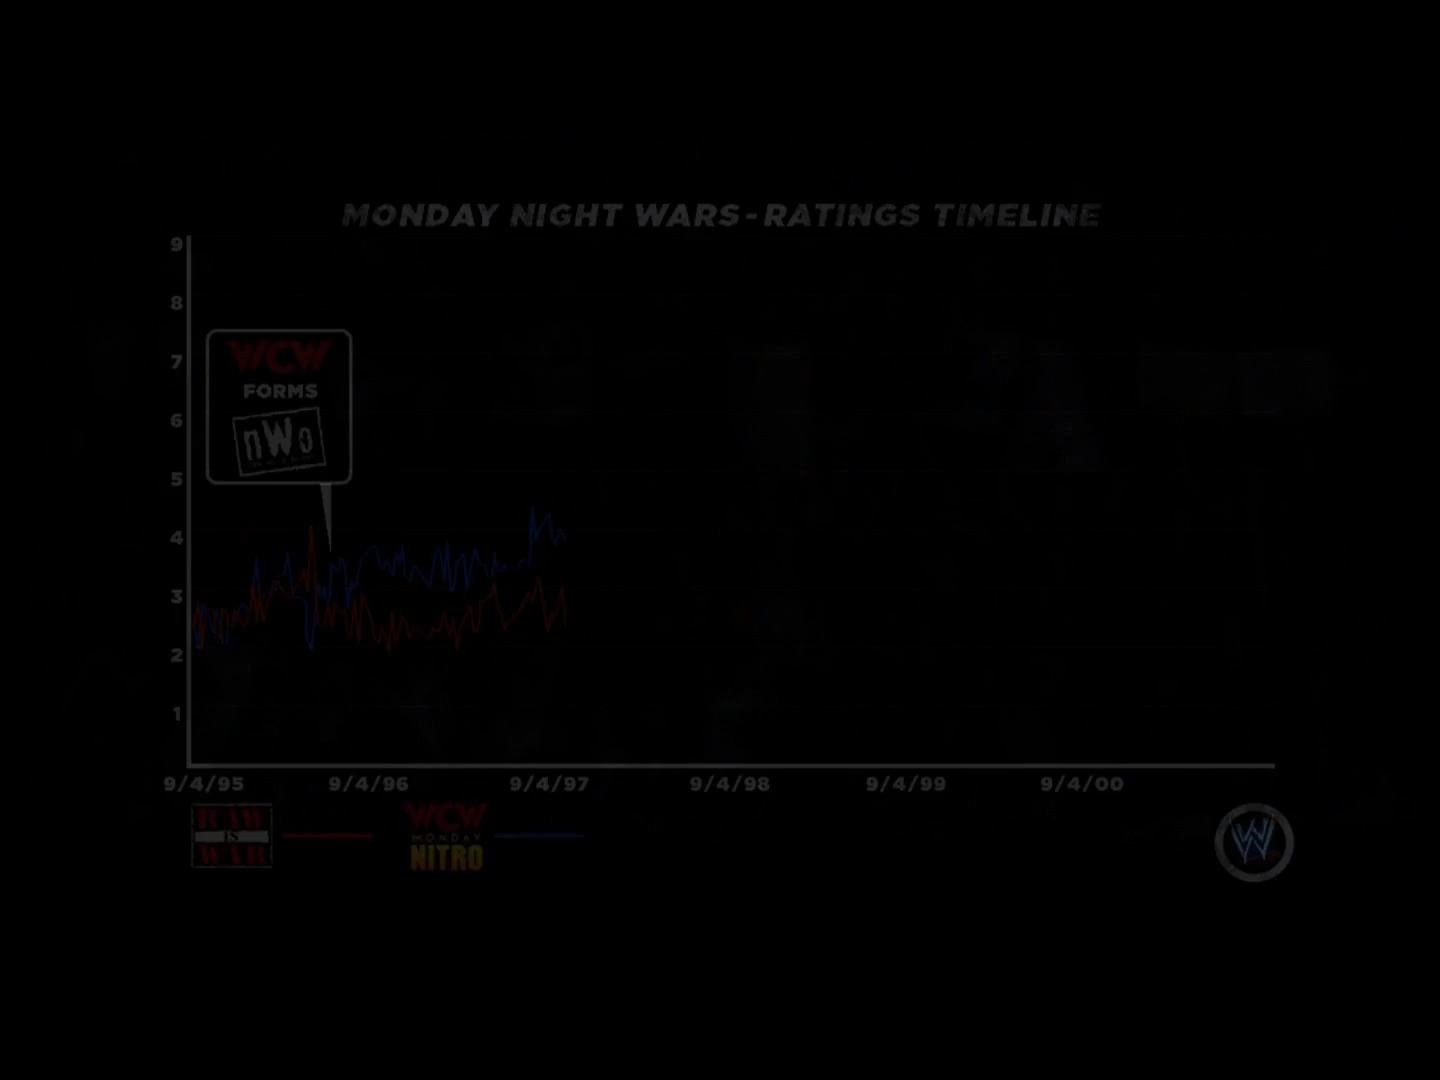 MONDAY NIGHT WARS - RATINGS TIMELINE
9
8
7
6
5
4
3
2
1
WCW
FORMS
nWo
9/4/95 9/4/96 9/4/97 9/4/98 9/4/99 9/4/00
RAW
IS
WAR
WCW
MONDAY
NITRO
W